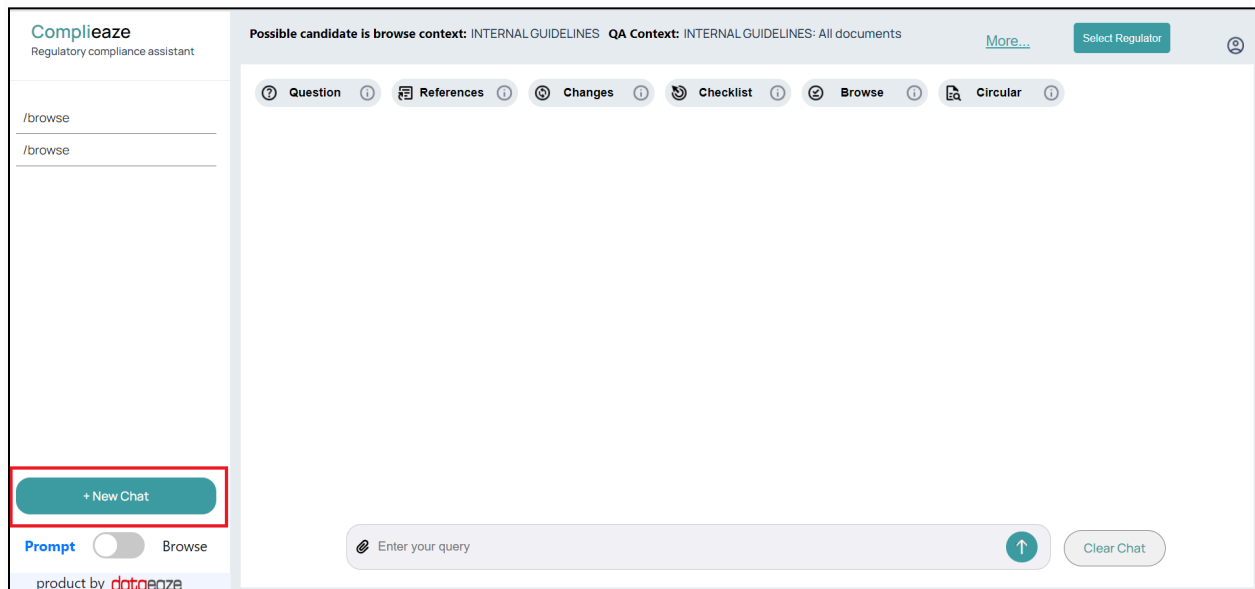 Complieaze
Regulatory compliance assistant
/browse
/browse
+ New Chat
Prompt Browse
product by dataeaze
Possible candidate is browse context: INTERNAL GUIDELINES QA Context: INTERNAL GUIDELINES: All documents
More...
Select Regulator
Question References Changes Checklist Browse Circular
Enter your query
Clear Chat